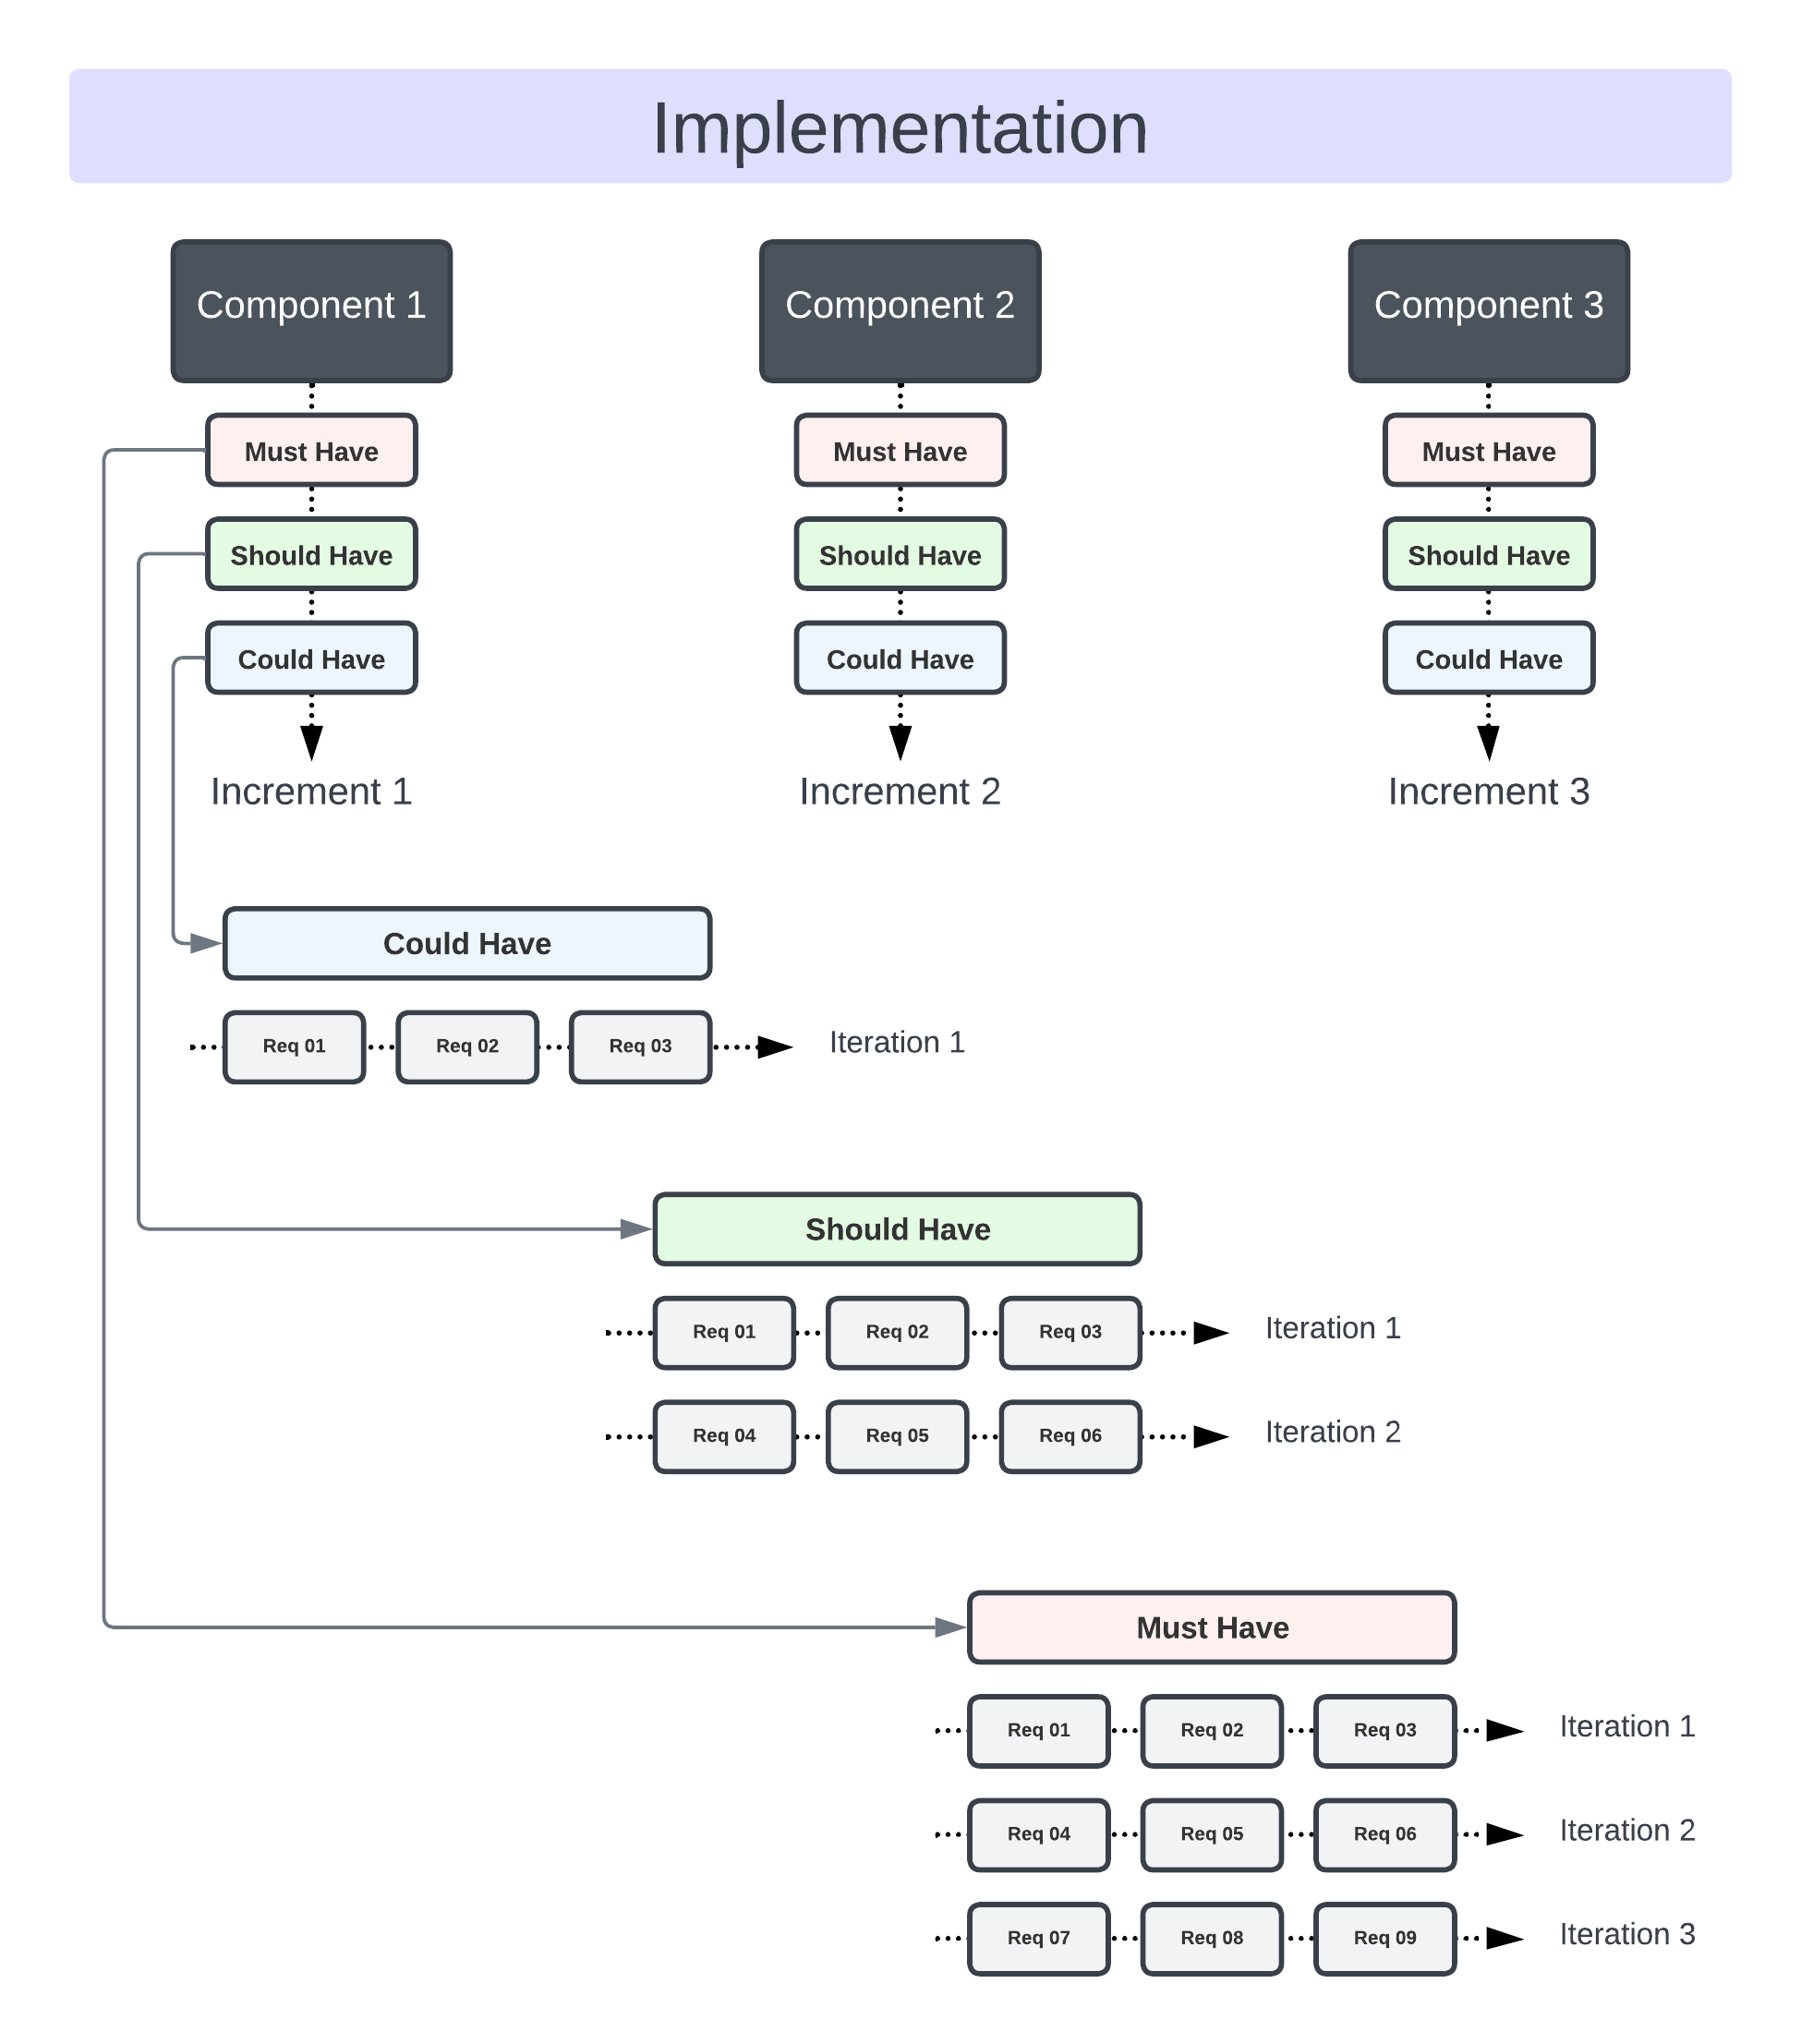 Implementation
Component 1
Component 2
Component 3
Must Have
Must Have
Must Have
Should Have
Should Have
Should Have
Could Have
Could Have
Could Have
Increment 1
Increment 2
Increment 3
Could Have
Req 01
Req 02
Req 03
Iteration 1
Should Have
Req 01
Req 02
Req 03
Iteration 1
Req 04
Req 05
Req 06
Iteration 2
Must Have
Req 01
Req 02
Req 03
Iteration 1
Req 04
Req 05
Req 06
Iteration 2
Req 07
Req 08
Req 09
Iteration 3